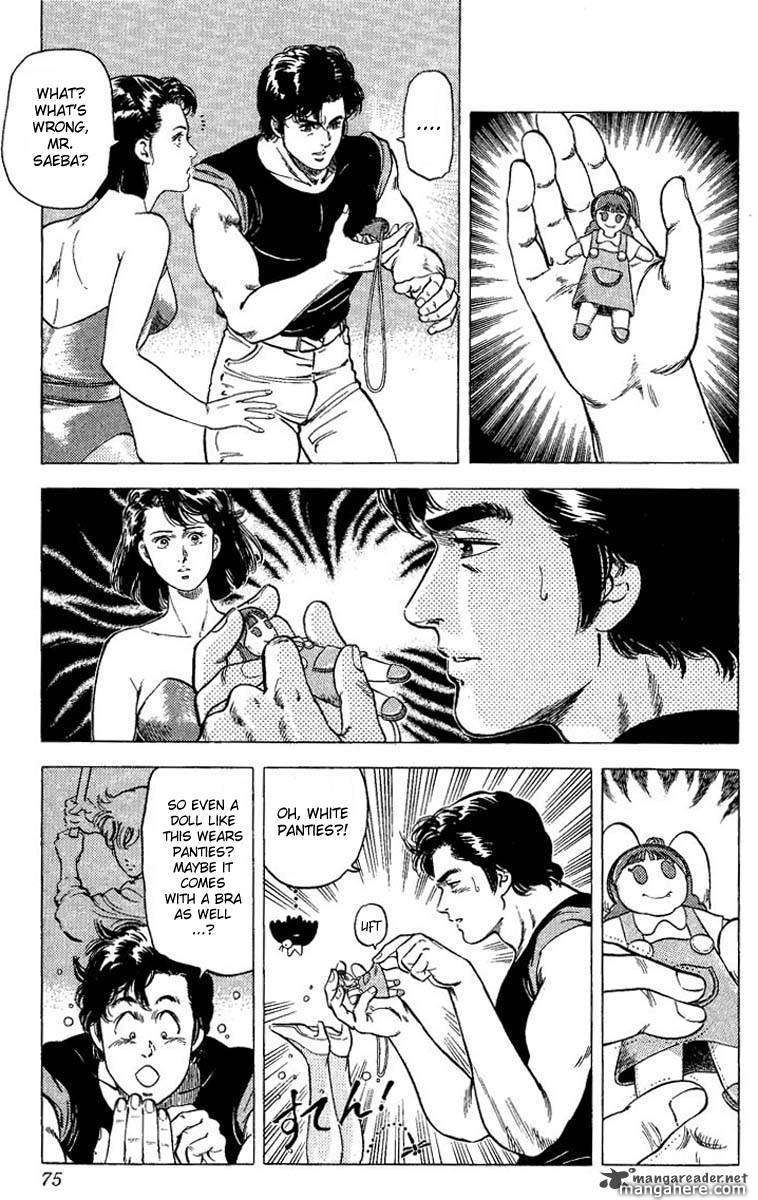 ....
WHAT?
WHAT'S
WRONG,
MR.
SAEBA?
OH, WHITE
PANTIES?!
LIFT
すてん!
SO EVEN A
DOLL LIKE
THIS WEARS
PANTIES?
MAYBE IT
COMES
WITH A BRA
AS WELL
...?
75
mangareader.net
mangahere.com